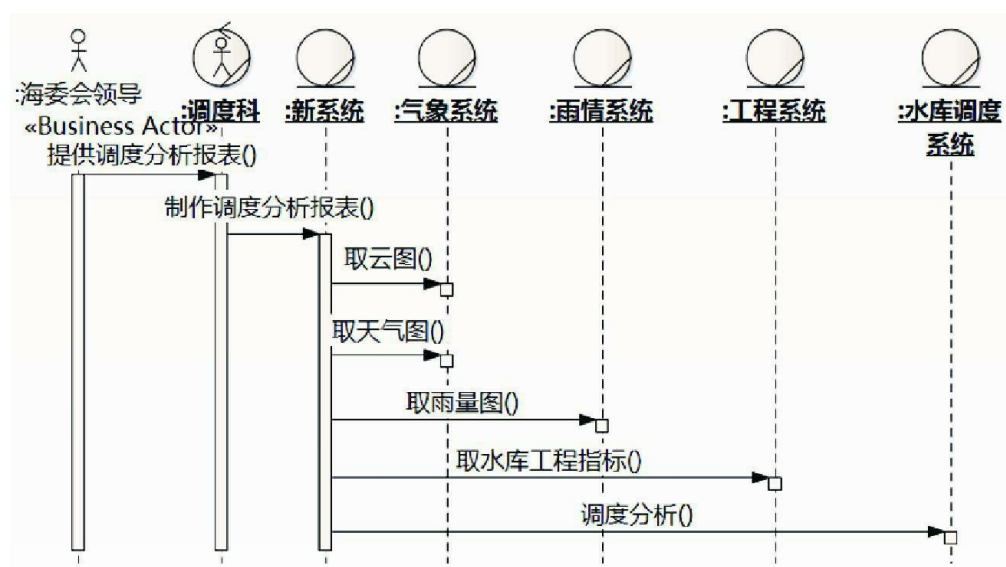 :海委会领导
«Business Actor»
:调度科
:新系统
:气象系统
:雨情系统
:工程系统
:水库调度
系统
提供调度分析报表()
制作调度分析报表()
取云图()
取天气图()
取雨量图()
取水库工程指标()
调度分析()